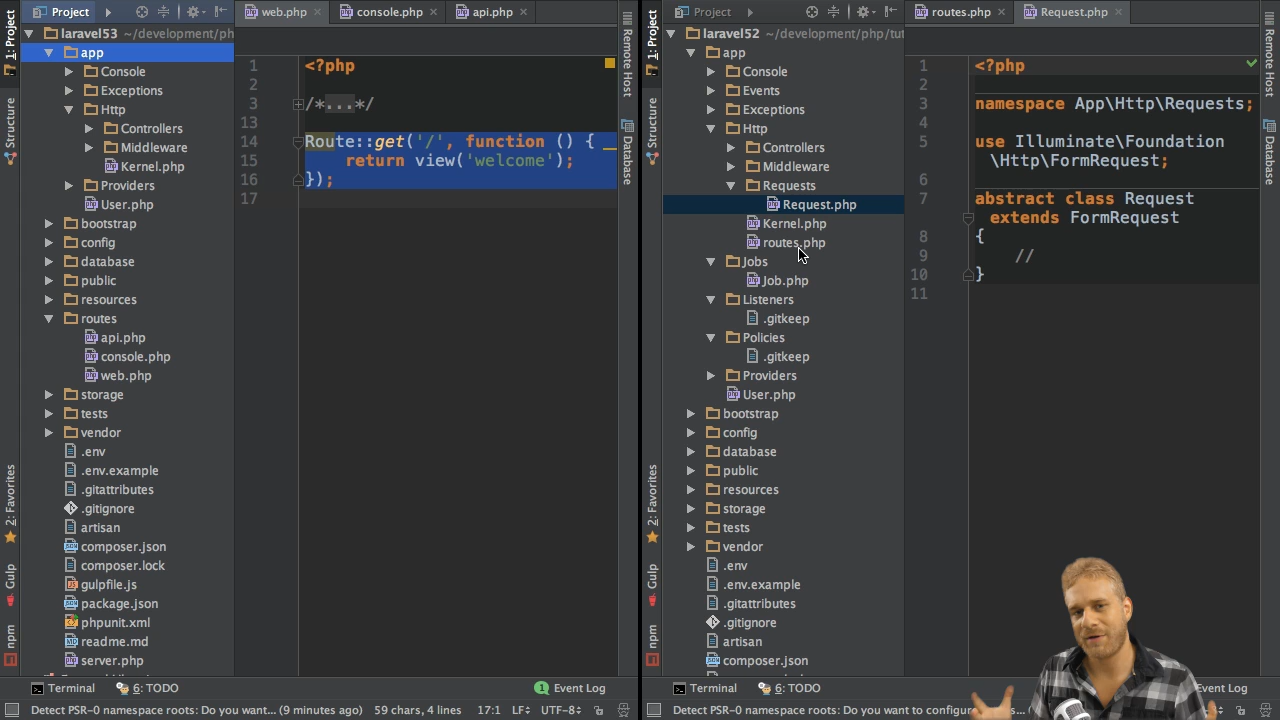 Project
web.php
console.php
api.php
1: Project
Structure
2: Favorites
Gulp
npm
laravel53 ~/development/ph
app
Console
Exceptions
Http
Controllers
Middleware
Kernel.php
Providers
User.php
bootstrap
config
database
public
resources
routes
api.php
console.php
web.php
storage
tests
vendor
.env
.env.example
.gitattributes
.gitignore
artisan
composer.json
composer.lock
gulpfile.js
package.json
phpunit.xml
readme.md
server.php
1 <?php
2
3 /*...*/
13
14 Route::get('/', function () {
15 return view('welcome');
16 });
17
Remote Host
Database
Terminal
6: TODO
1 Event Log
Detect PSR-0 namespace roots: Do you want... (9 minutes ago) 59 chars, 4 lines 17:1 LF÷ UTF-8÷
Project
routes.php
Request.php
1: Project
Structure
2: Favorites
Gulp
npm
laravel52 ~/development/php/tut
app
Console
Events
Exceptions
Http
Controllers
Middleware
Requests
Request.php
Kernel.php
routes.php
Jobs
Job.php
Listeners
.gitkeep
Policies
.gitkeep
Providers
User.php
bootstrap
config
database
public
resources
storage
tests
vendor
.env
.env.example
.gitattributes
.gitignore
artisan
composer.json
1 <?php
2
3 namespace App\Http\Requests;
4
5 use Illuminate\Foundation
\Http\FormRequest;
6
7 abstract class Request
extends FormRequest
8 {
9 //
10 }
11
Remote Host
Database
Terminal
6: TODO
Event Log
Detect PSR-0 namespace roots: Do you want to configure